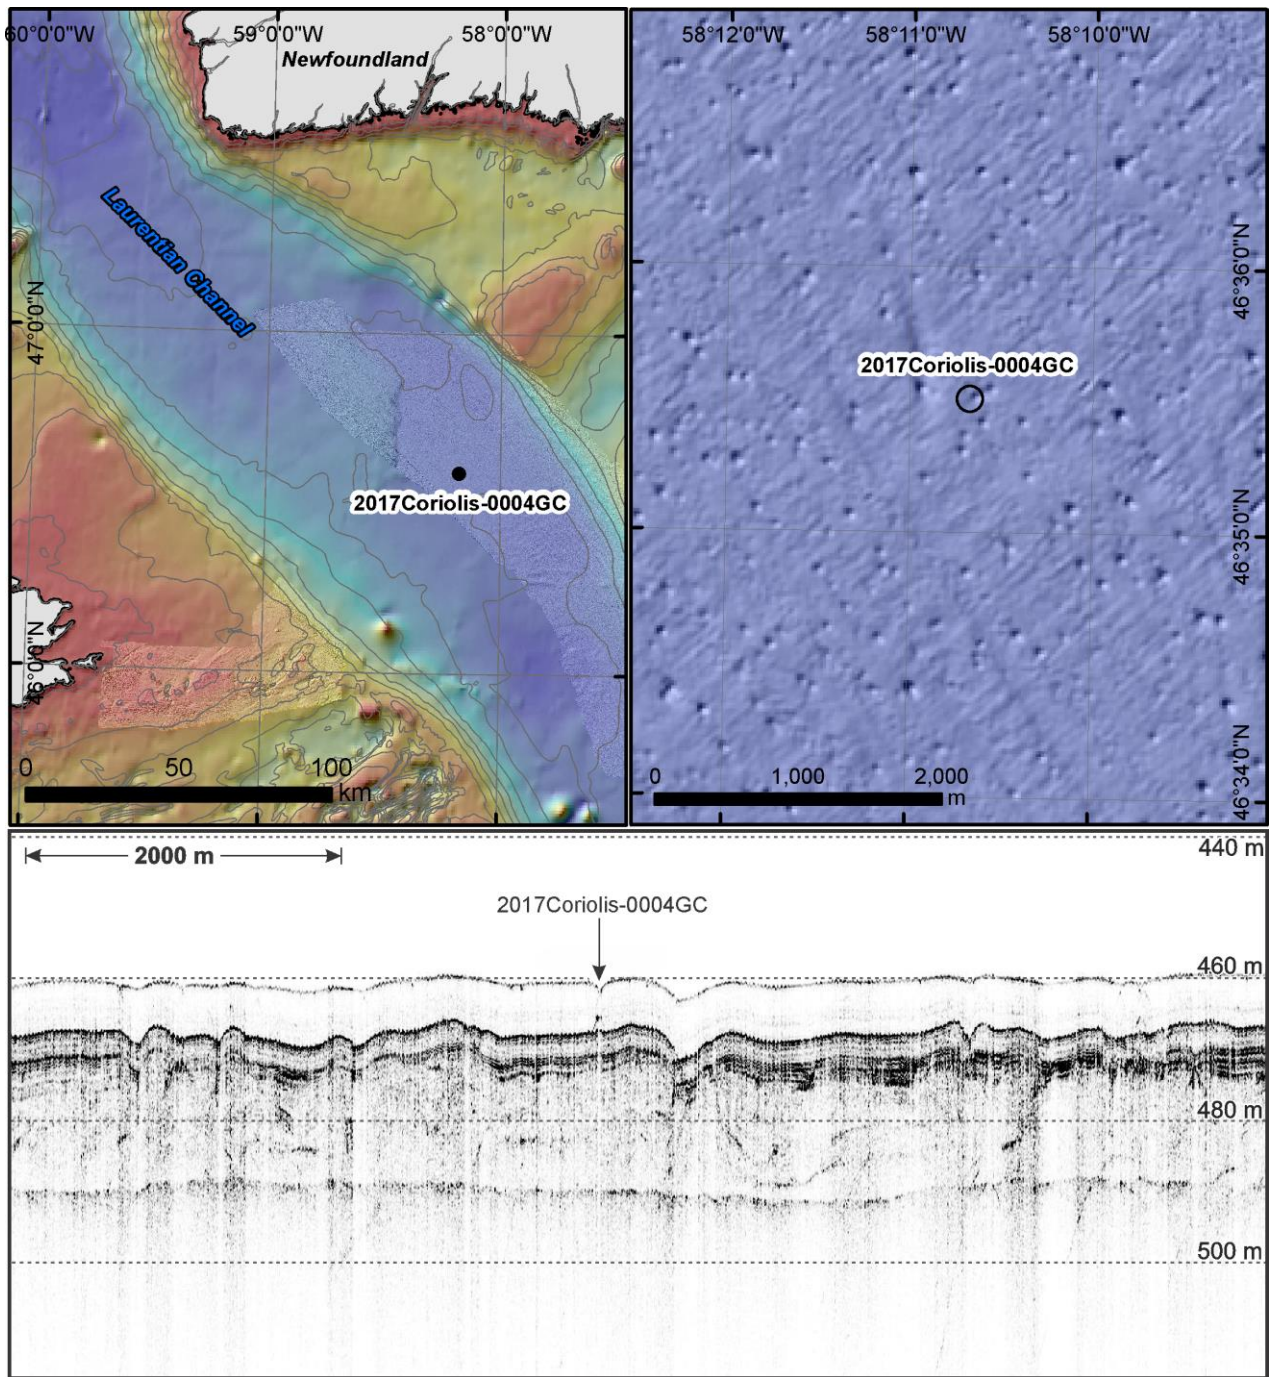 60°0'0"W 59°0'0"W 58°0'0"W
Newfoundland
Laurentian Channel
47°0'0"N
2017Coriolis-0004GC
46°0'0"N
0 50 100
km
58°12'0"W 58°11'0"W 58°10'0"W
46°36'0"N
2017Coriolis-0004GC
46°35'0"N
46°34'0"N
0 1,000 2,000
m
2000 m
440 m
2017Coriolis-0004GC
460 m
480 m
500 m